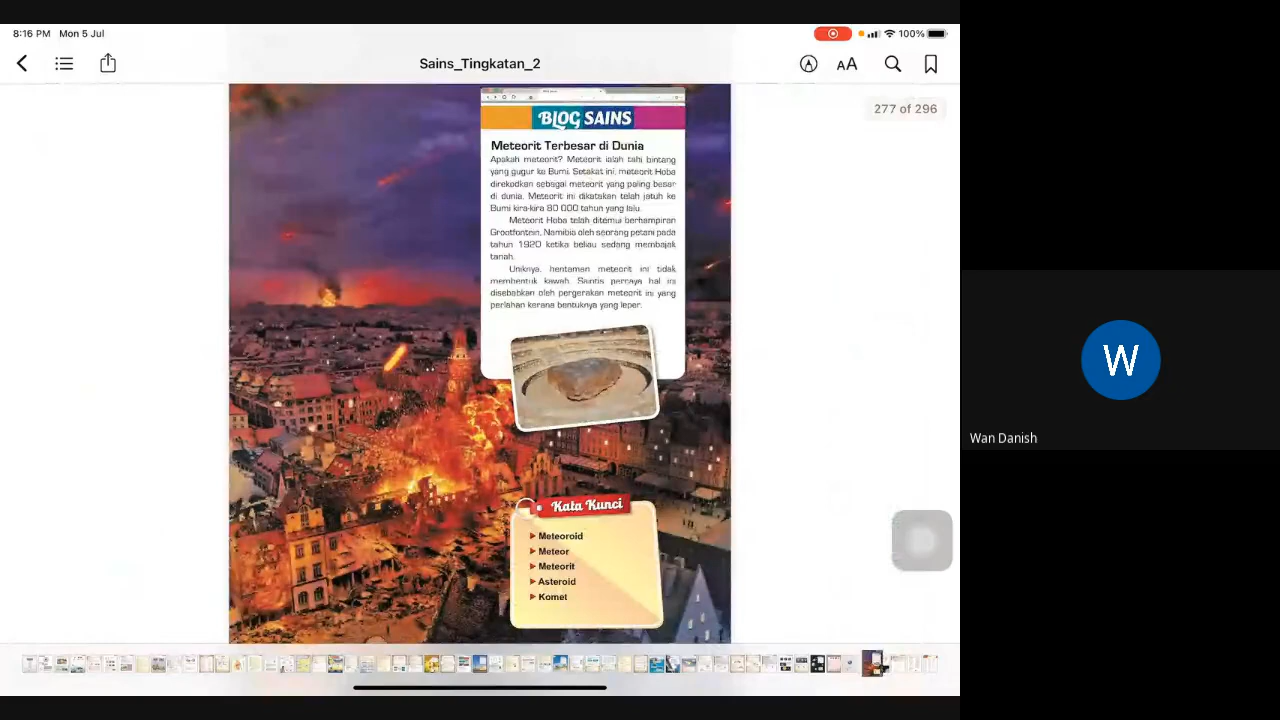 8:16 PM Mon 5 Jul
100%
Sains_Tingkatan_2
AA
277 of 296
BLOG SAINS
Meteorit Terbesar di Dunia
Apakah meteorit? Meteorit ialah tahi bintang
yang gugur ke Bumi. Setakat ini, meteorit Hoba
direkodkan sebagai meteorit yang paling besar
di dunia. Meteorit ini dikatakan telah jatuh ke
Bumi kira-kira 80 000 tahun yang lalu.
Meteorit Hoba telah ditemui berhampiran
Grootfontein, Namibia oleh seorang petani pada
tahun 1920 ketika beliau sedang membajak
tanah.
Uniknya, hentaman meteorit ini tidak
membentuk kawah. Saintis percaya hal ini
disebabkan oleh pergerakan meteorit ini yang
perlahan kerana bentuknya yang leper.
Kata Kunci
Meteoroid
Meteor
Meteorit
Asteroid
Komet
W
Wan Danish